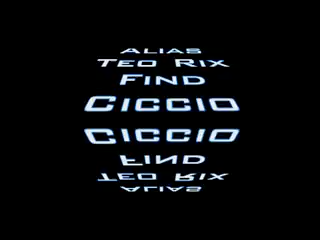 Alias
Teo Rix
Find
Ciccio
Ciccio
Find
Teo Rix
Alias